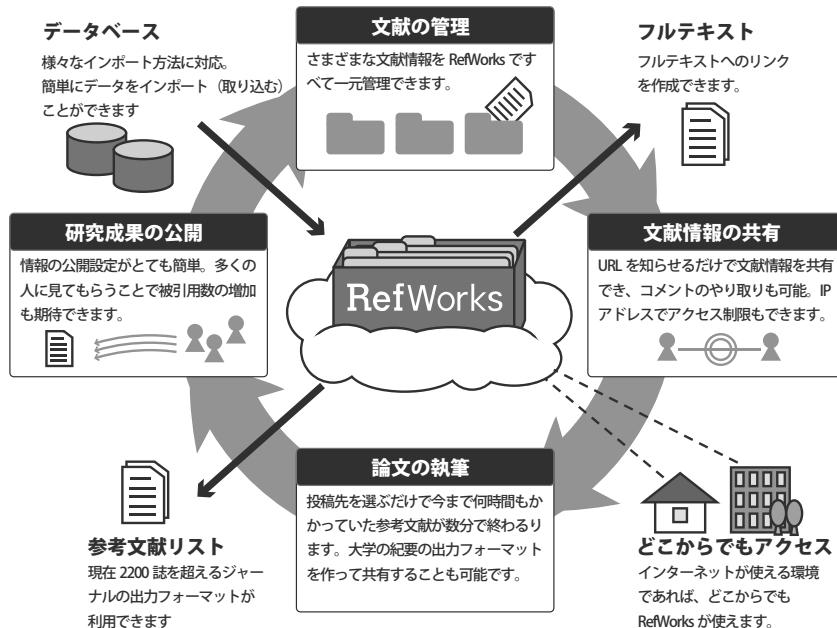 データベース
様々なインポート方法に対応。
簡単にデータをインポート（取り込む）
ことができます
文献の管理
さまざまな文献情報を RefWorks です
べて一元管理できます。
フルテキスト
フルテキストへのリンク
を作成できます。
研究成果の公開
情報の公開設定がとても簡単。多くの
人に見てもらうことで被引用数の増加
も期待できます。
RefWorks
文献情報の共有
URL を知らせるだけで文献情報を共有
でき、コメントのやり取りも可能。IP
アドレスでアクセス制限もできます。
参考文献リスト
現在 2200 誌を超えるジャー
ナルの出力フォーマットが
利用できます
論文の執筆
投稿先を選ぶだけで今まで何時間もか
かっていた参考文献が数分で終わりま
す。大学の紀要の出力フォーマット
を作って共有することも可能です。
どこからでもアクセス
インターネットが使える環境
であれば、どこからでも
RefWorks が使えます。